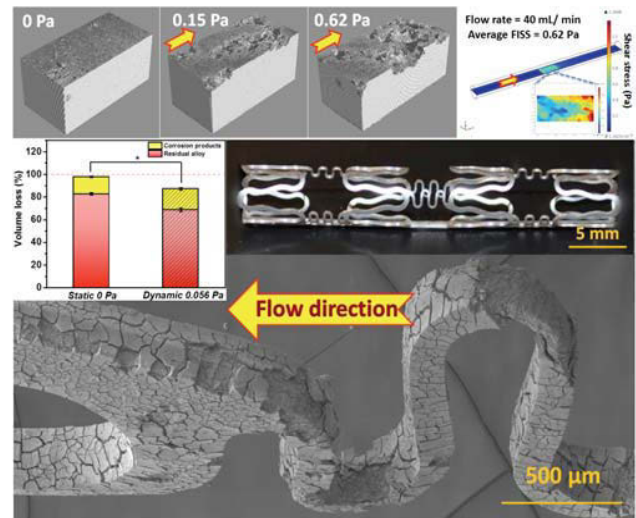 0 Pa
0.15 Pa
0.62 Pa
Flow rate = 40 mL/ min
Average FISS = 0.62 Pa
Shear stress (Pa)
Corrosion products
Residual alloy
*
Volume loss (%)
120
100
80
60
40
20
0
Static 0 Pa
Dynamic 0.056 Pa
5 mm
Flow direction
500 µm